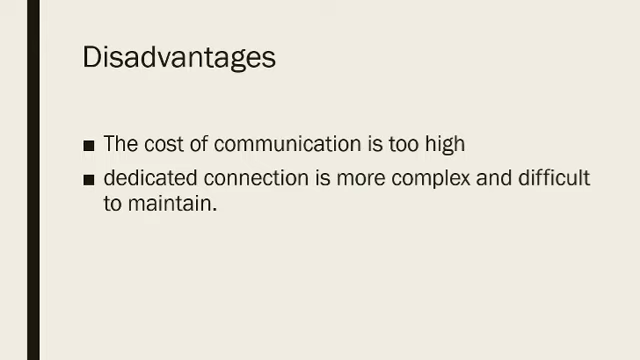 Disadvantages
■ The cost of communication is too high
■ dedicated connection is more complex and difficult
to maintain.